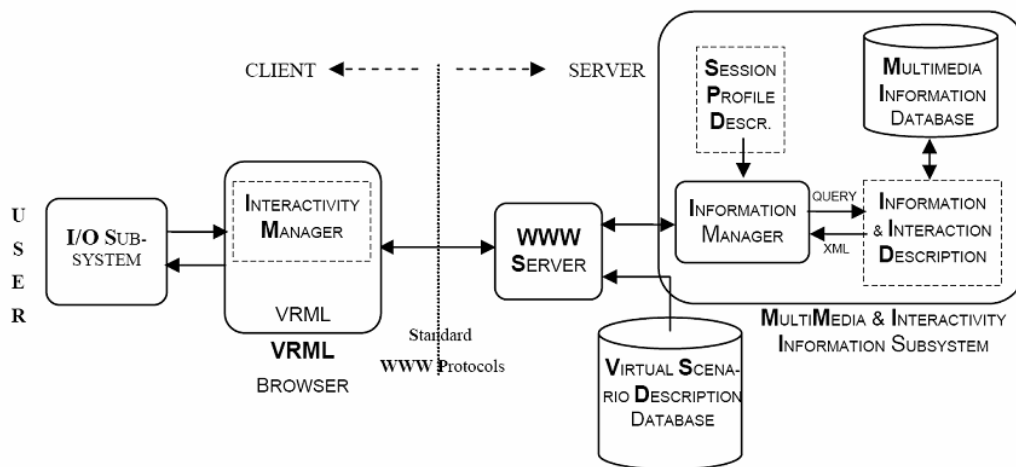 CLIENT
SERVER
SESSION
PROFILE
DESCR.
MULTIMEDIA
INFORMATION
DATABASE
U
S
E
R
I/O SUB-
SYSTEM
INTERACTIVITY
MANAGER
VRML
VRML
BROWSER
Standard
WWW Protocols
WWW
SERVER
INFORMATION
MANAGER
QUERY
XML
INFORMATION
& INTERACTION
DESCRIPTION
MULTIMEDIA & INTERACTIVITY
INFORMATION SUBSYSTEM
VIRTUAL SCENA-
RIO DESCRIPTION
DATABASE